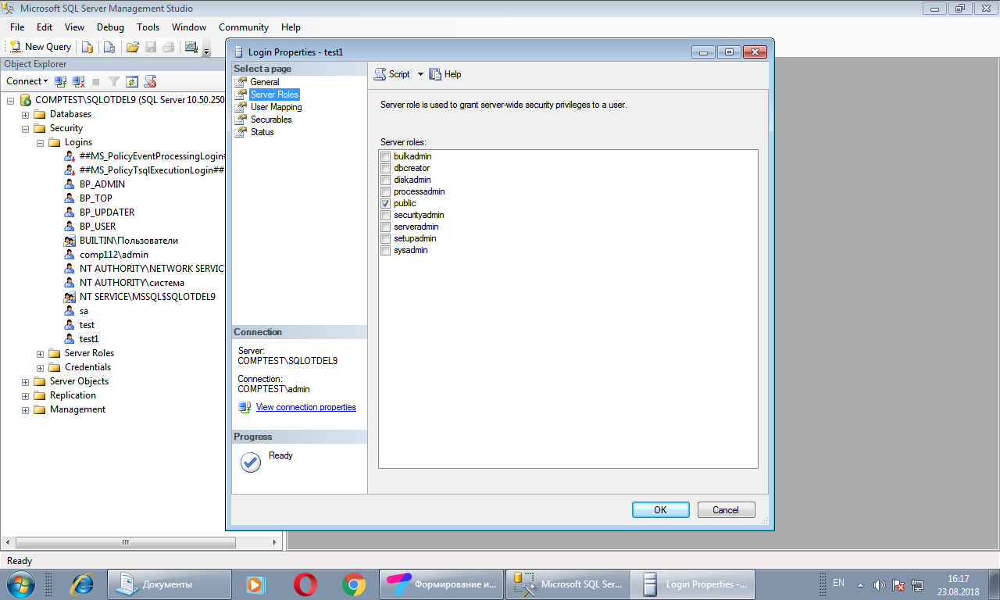 Microsoft SQL Server Management Studio
File Edit View Debug Tools Window Community Help
New Query
Object Explorer
Connect
COMPTEST\SQLOTDEL9 (SQL Server 10.50.250
Databases
Security
Logins
##MS_PolicyEventProcessingLogin#
##MS_PolicyTsqlExecutionLogin##
BP_ADMIN
BP_TOP
BP_UPDATER
BP_USER
BUILTIN\Пользователи
comp112\admin
NT AUTHORITY\NETWORK SERVIC
NT AUTHORITY\система
NT SERVICE\MSSQL$SQLOTDEL9
sa
test
test1
Server Roles
Credentials
Server Objects
Replication
Management
Login Properties - test1
Select a page
General
Server Roles
User Mapping
Securables
Status
Connection
Server:
COMPTEST\SQLOTDEL9
Connection:
COMPTEST\admin
View connection properties
Progress
Ready
Script Help
Server role is used to grant server-wide security privileges to a user.
Server roles:
bulkadmin
dbcreator
diskadmin
processadmin
public
securityadmin
serveradmin
setupadmin
sysadmin
OK Cancel
Ready
Документы
Формирование и...
Microsoft SQL Ser...
Login Properties -...
EN
16:17
23.08.2018